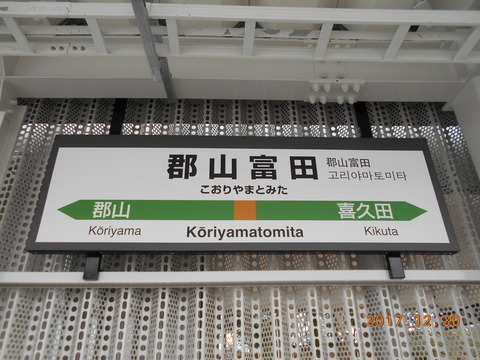 郡山富田
郡山富田
고리야마토미타
こおりやまとみた
郡山 喜久田
Kōriyama Kōriyamatomita Kikuta
2017.12.30